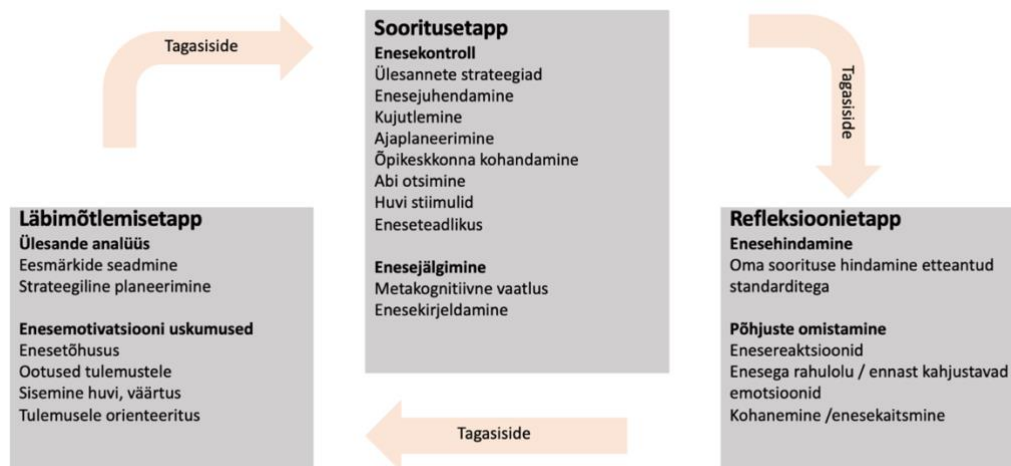 Tagasiside
Sooritusetapp
Enesekontroll
Ülesannete strateegiad
Enesejuhendamine
Kujutlemine
Ajaplaneerimine
Õpikeskkonna kohandamine
Abi otsimine
Huvi stiimulid
Eneseteadlikus
Enesejälgimine
Metakognitiivne vaatlus
Enesekirjeldamine
Tagasiside
Läbimõtlemisetapp
Ülesande analüüs
Eesmärkide seadmine
Strateegiline planeerimine
Enesemotivatsiooni uskumused
Enesetõhusus
Ootused tulemustele
Sisemine huvi, väärtus
Tulemusele orienteeritus
Refleksioonietapp
Enesehindamine
Oma soorituse hindamine etteantud
standarditega
Põhjuste omistamine
Enesereaktsioonid
Enesega rahulolu / ennast kahjustavad
emotsioonid
Kohanemine /enesekaitsmine
Tagasiside